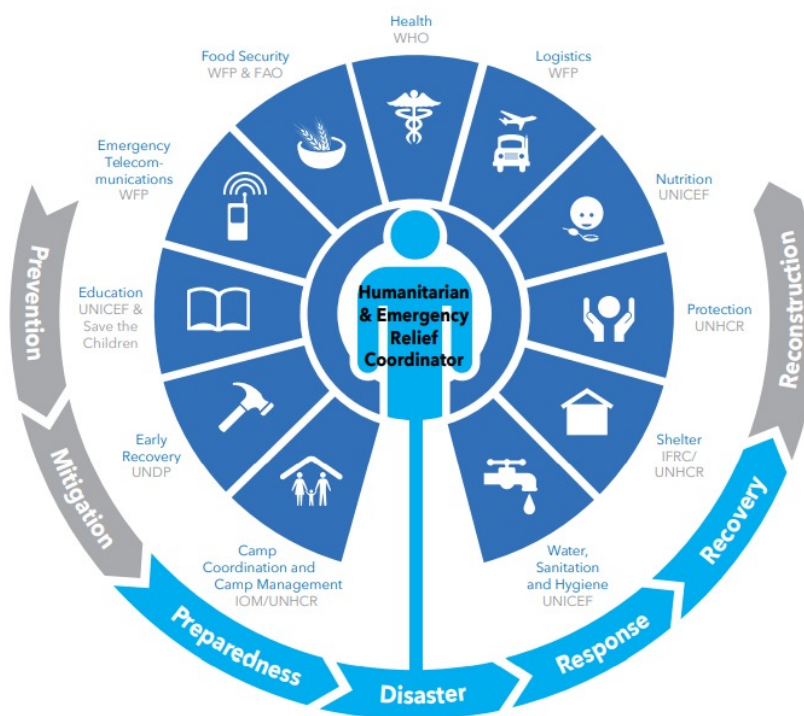 Health
WHO
Food Security
WFP & FAO
Logistics
WFP
Emergency
Telecom-
munications
WFP
Nutrition
UNICEF
Education
UNICEF &
Save the
Children
Protection
UNHCR
Humanitarian
& Emergency
Relief
Coordinator
Early
Recovery
UNDP
Shelter
IFRC/
UNHCR
Camp
Coordination and
Camp Management
IOM/UNHCR
Water,
Sanitation
and Hygiene
UNICEF
Prevention
Mitigation
Preparedness
Disaster
Response
Recovery
Reconstruction